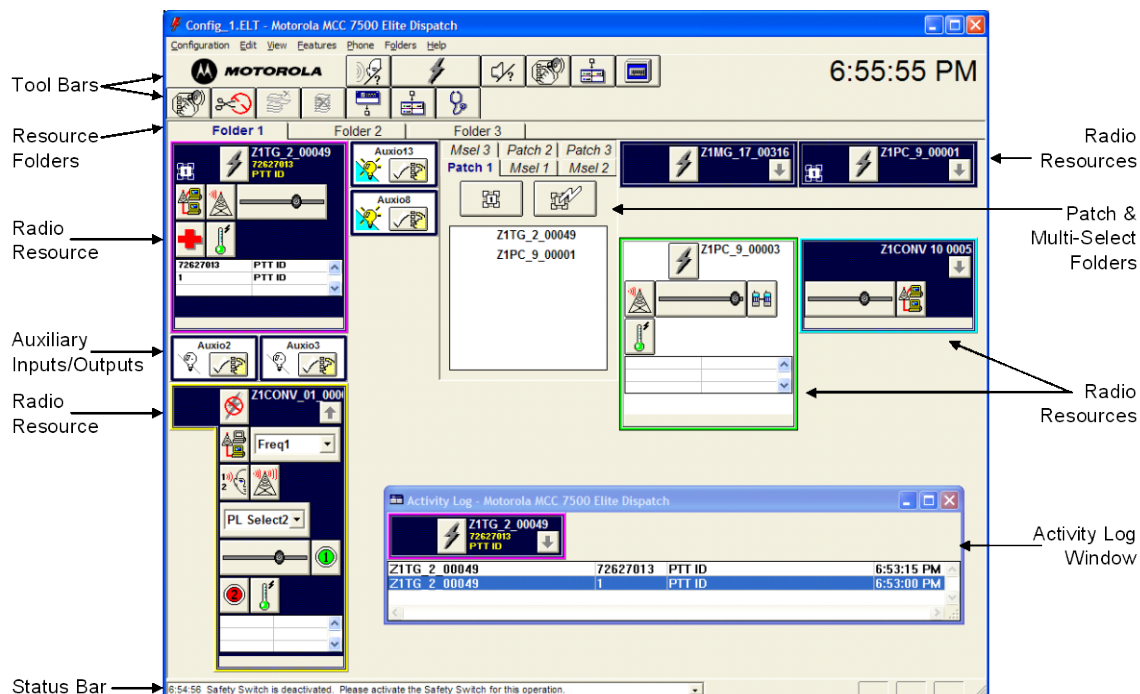 Config_1.ELT - Motorola MCC 7500 Elite Dispatch
Configuration Edit View Features Phone Folders Help
MOTOROLA
6:55:55 PM
Tool Bars
Resource
Folders
Folder 1
Folder 2
Folder 3
Radio
Resource
Z1TG_2_00049
72627013
PTT ID
72627013 PTT ID
1 PTT ID
Auxio13
Auxio8
Msel 3 Patch 2 Patch 3
Patch 1 Msel 1 Msel 2
Z1TG_2_00049
Z1PC_9_00001
Z1MG_17_00316
Z1PC_9_00001
Radio
Resources
Patch &
Multi-Select
Folders
Z1PC_9_00003
Z1CONV 10 0005
Radio
Resources
Auxiliary
Inputs/Outputs
Auxio2
Auxio3
Radio
Resource
Z1CONV_01_000
Freq1
1
2
PL Select2
1
2
Activity Log - Motorola MCC 7500 Elite Dispatch
Z1TG_2_00049
72627013
PTT ID
Z1TG_2_00049 72627013 PTT ID 6:53:15 PM
Z1TG_2_00049 1 PTT ID 6:53:00 PM
Activity Log
Window
Status Bar
6:54:56 Safety Switch is deactivated. Please activate the Safety Switch for this operation.